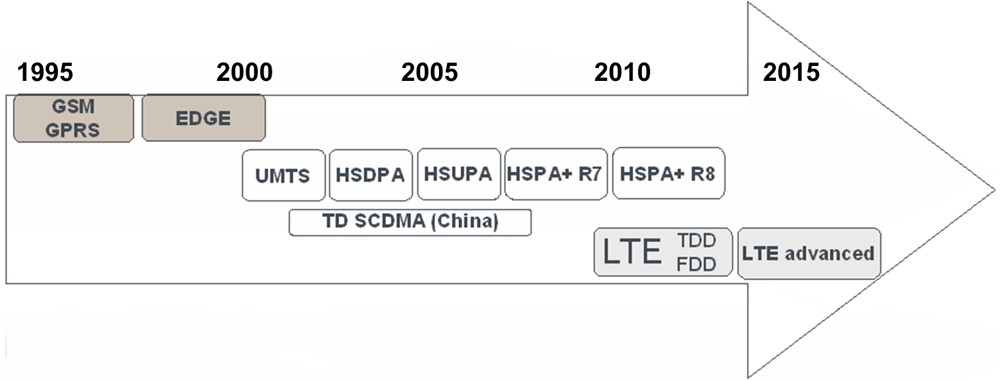 1995 2000 2005 2010 2015
GSM
GPRS
EDGE
UMTS HSDPA HSUPA HSPA+ R7 HSPA+ R8
TD SCDMA (China)
LTE TDD
FDD
LTE advanced